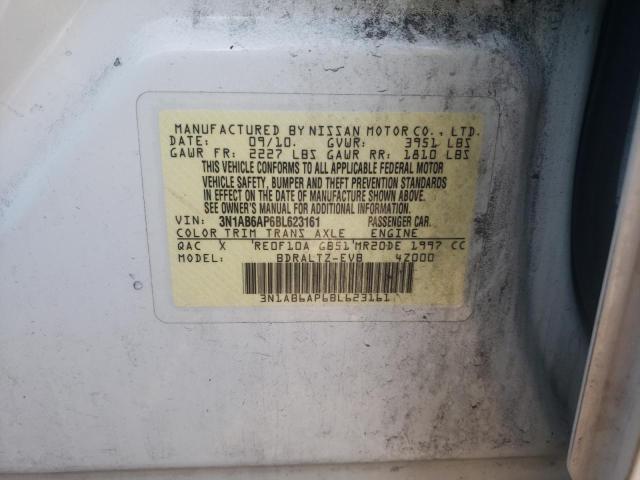 MANUFACTURED BY NISSAN MOTOR CO., LTD.
DATE: 09/10. GVWR: 3951 LBS
GAWR FR: 2227 LBS GAWR RR: 1810 LBS
THIS VEHICLE CONFORMS TO ALL APPLICABLE FEDERAL MOTOR
VEHICLE SAFETY, BUMPER AND THEFT PREVENTION STANDARDS
IN EFFECT ON THE DATE OF MANUFACTURE SHOWN ABOVE.
SEE OWNER'S MANUAL FOR ADDITIONAL INFORMATION.
VIN: 3N1AB6AP6BL623161 PASSENGER CAR.
COLOR TRIM TRANS AXLE ENGINE
QAC X RE0F10A GB51 MR20DE 1997 CC
MODEL: BDRALTZ-EVB 4Z000
3N1AB6AP6BL623161